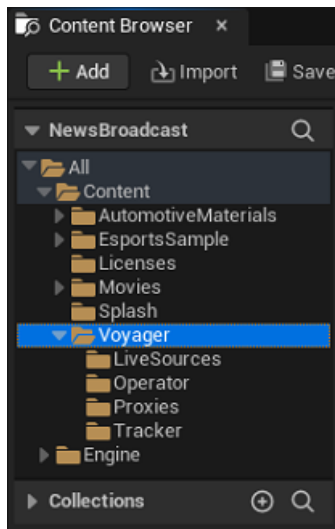 Content Browser
Add Import Save
NewsBroadcast
All
Content
AutomotiveMaterials
EsportsSample
Licenses
Movies
Splash
Voyager
LiveSources
Operator
Proxies
Tracker
Engine
Collections